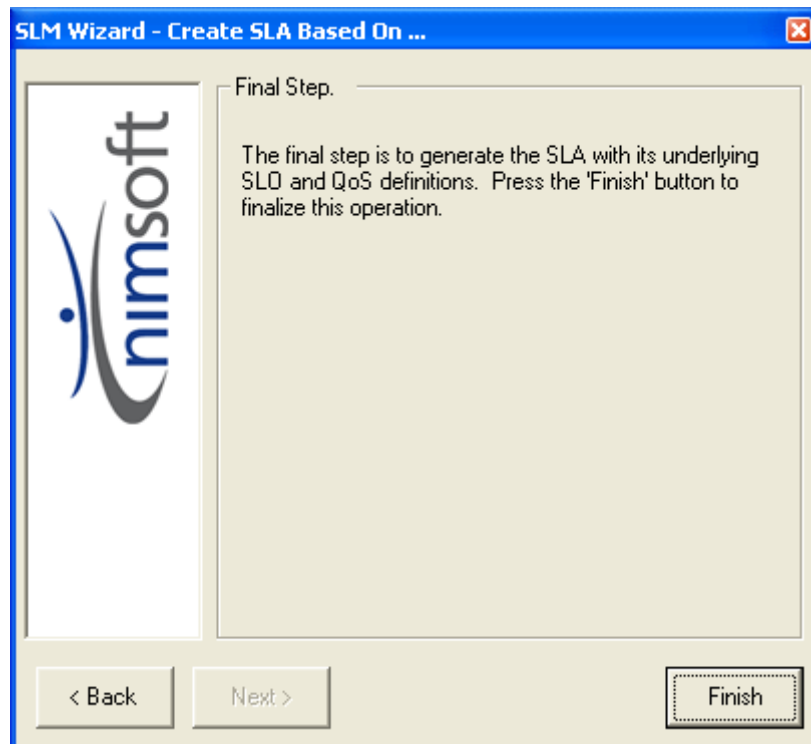 SLM Wizard - Create SLA Based On ...
nimsoft
Final Step.
The final step is to generate the SLA with its underlying
SLO and QoS definitions.  Press the 'Finish' button to
finalize this operation.
< Back
Next >
Finish